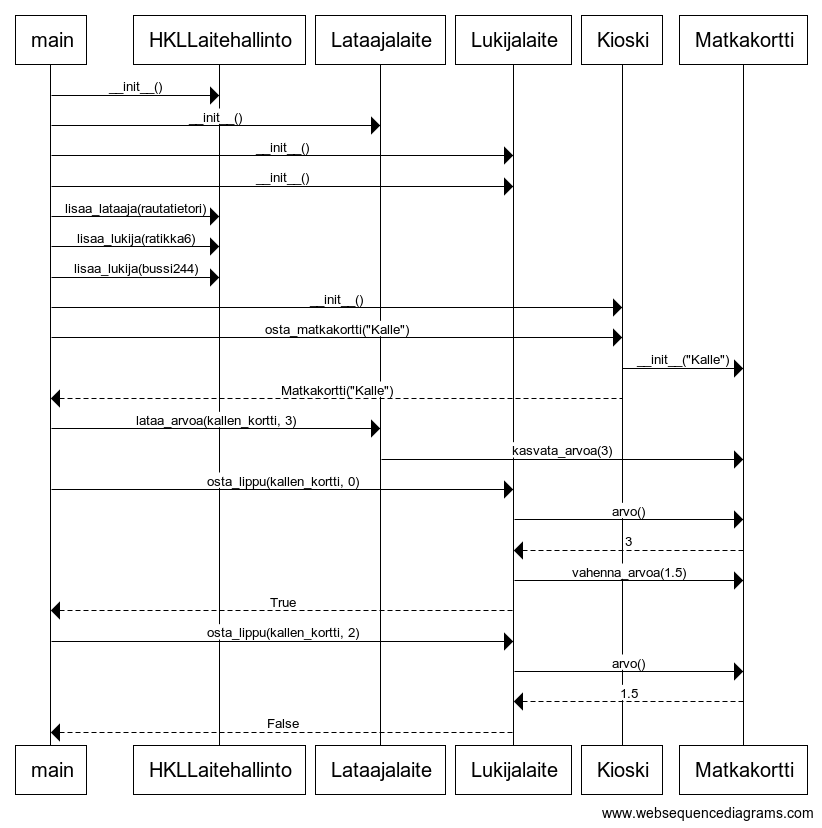 main HKLLaitehallinto Lataajalaite Lukijalaite Kioski Matkakortti
__init__()
__init__()
__init__()
__init__()
lisaa_lataaja(rautatietori)
lisaa_lukija(ratikka6)
lisaa_lukija(bussi244)
__init__()
osta_matkakortti("Kalle")
__init__("Kalle")
Matkakortti("Kalle")
lataa_arvoa(kallen_kortti, 3)
kasvata_arvoa(3)
osta_lippu(kallen_kortti, 0)
arvo()
3
vahenna_arvoa(1.5)
True
osta_lippu(kallen_kortti, 2)
arvo()
1.5
False
main HKLLaitehallinto Lataajalaite Lukijalaite Kioski Matkakortti
www.websequencediagrams.com